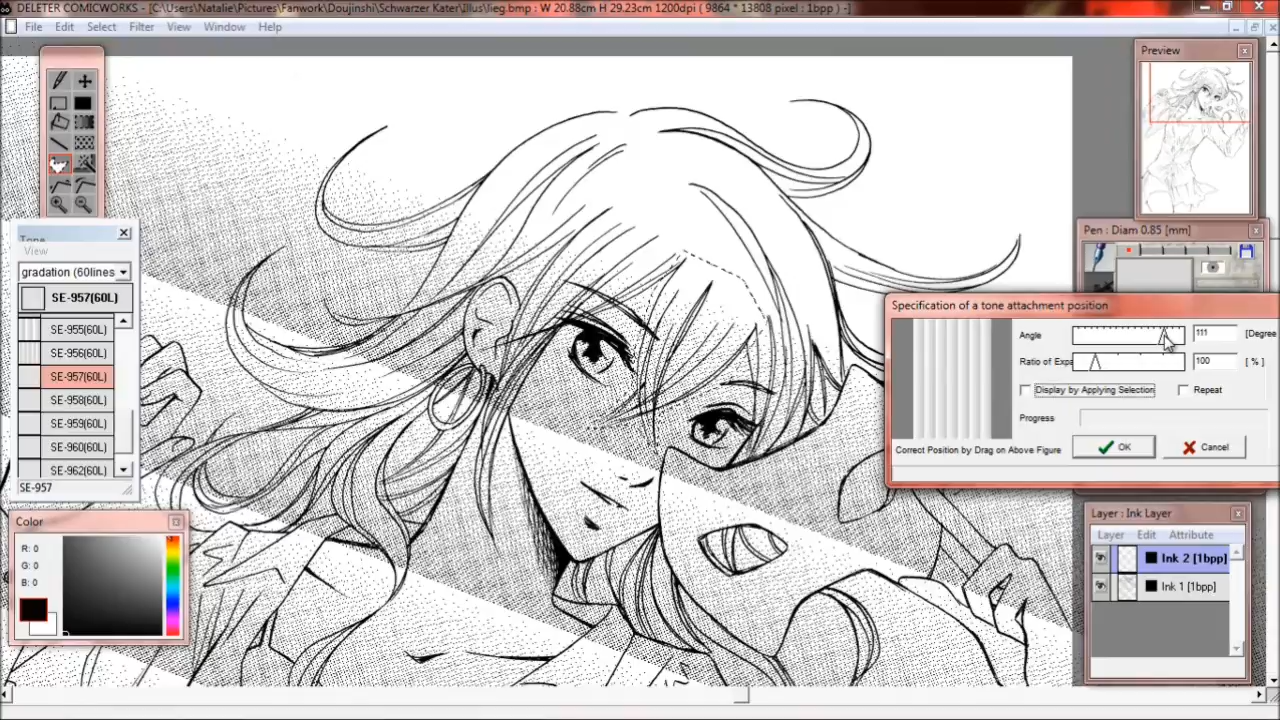 DELETER COMICWORKS - [C:\Users\Natalie\Pictures\Fanwork\Doujinshi\Schwarzer Kater\Illus\lieg.bmp : W 20.88cm H 29.23cm 1200dpi ( 9864 * 13808 pixel : 1bpp ) -]
File Edit Select Filter View Window Help
Preview
Tone
View
gradation (60lines
SE-957(60L)
SE-955(60L)
SE-956(60L)
SE-957(60L)
SE-958(60L)
SE-959(60L)
SE-960(60L)
SE-962(60L)
SE-957
Color
R: 0
G: 0
B: 0
Pen : Diam 0.85 [mm]
Specification of a tone attachment position
Angle 111 [Degree
Ratio of Expa 100 [ % ]
Display by Applying Selection Repeat
Progress
Correct Position by Drag on Above Figure OK Cancel
Layer : Ink Layer
Layer Edit Attribute
Ink 2 [1bpp]
Ink 1 [1bpp]